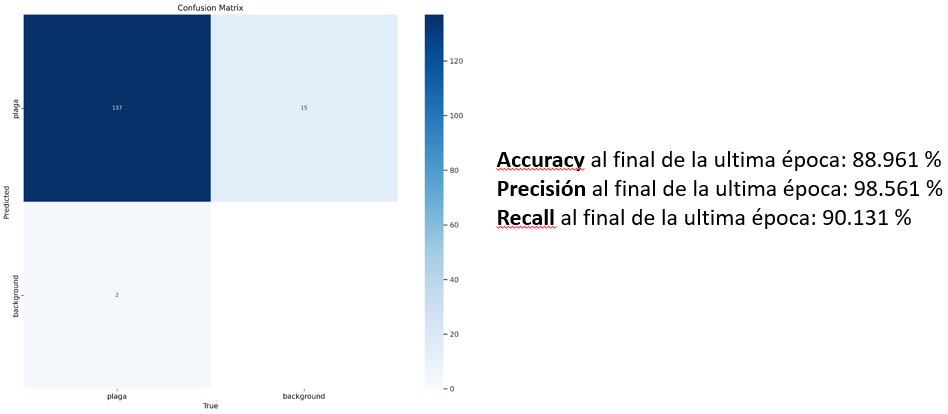 Confusion Matrix
plaga
137
15
120
100
80
60
40
20
0
Predicted
background
2
plaga
background
True
Accuracy al final de la ultima época: 88.961 %
Precisión al final de la ultima época: 98.561 %
Recall al final de la ultima época: 90.131 %